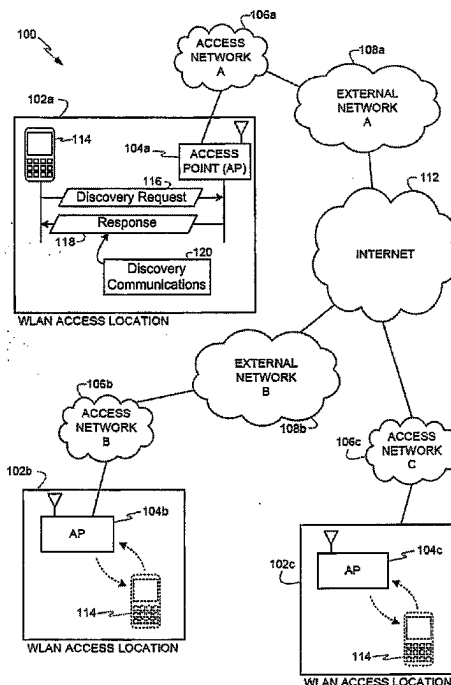 106a
100
ACCESS
NETWORK
A
108a
102a
EXTERNAL
NETWORK
A
114
104a
ACCESS
POINT (AP)
112
116
Discovery Request
Response
118
120
Discovery
Communications
INTERNET
WLAN ACCESS LOCATION
EXTERNAL
NETWORK
B
108b
106b
ACCESS
NETWORK
B
106c
ACCESS
NETWORK
C
102b
AP
104b
114
WLAN ACCESS LOCATION
102c
AP
104c
114
WLAN ACCESS LOCATION